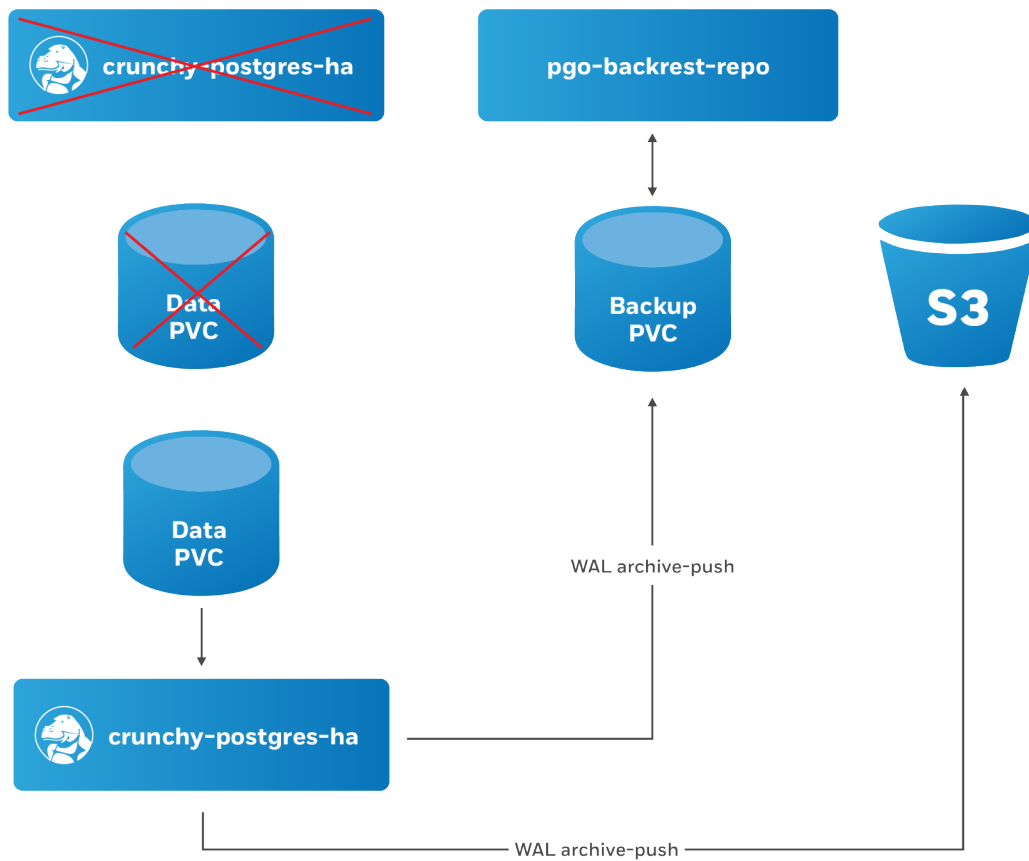 crunchy-postgres-ha
pgo-backrest-repo
Data
PVC
Backup
PVC
S3
Data
PVC
WAL archive-push
crunchy-postgres-ha
WAL archive-push